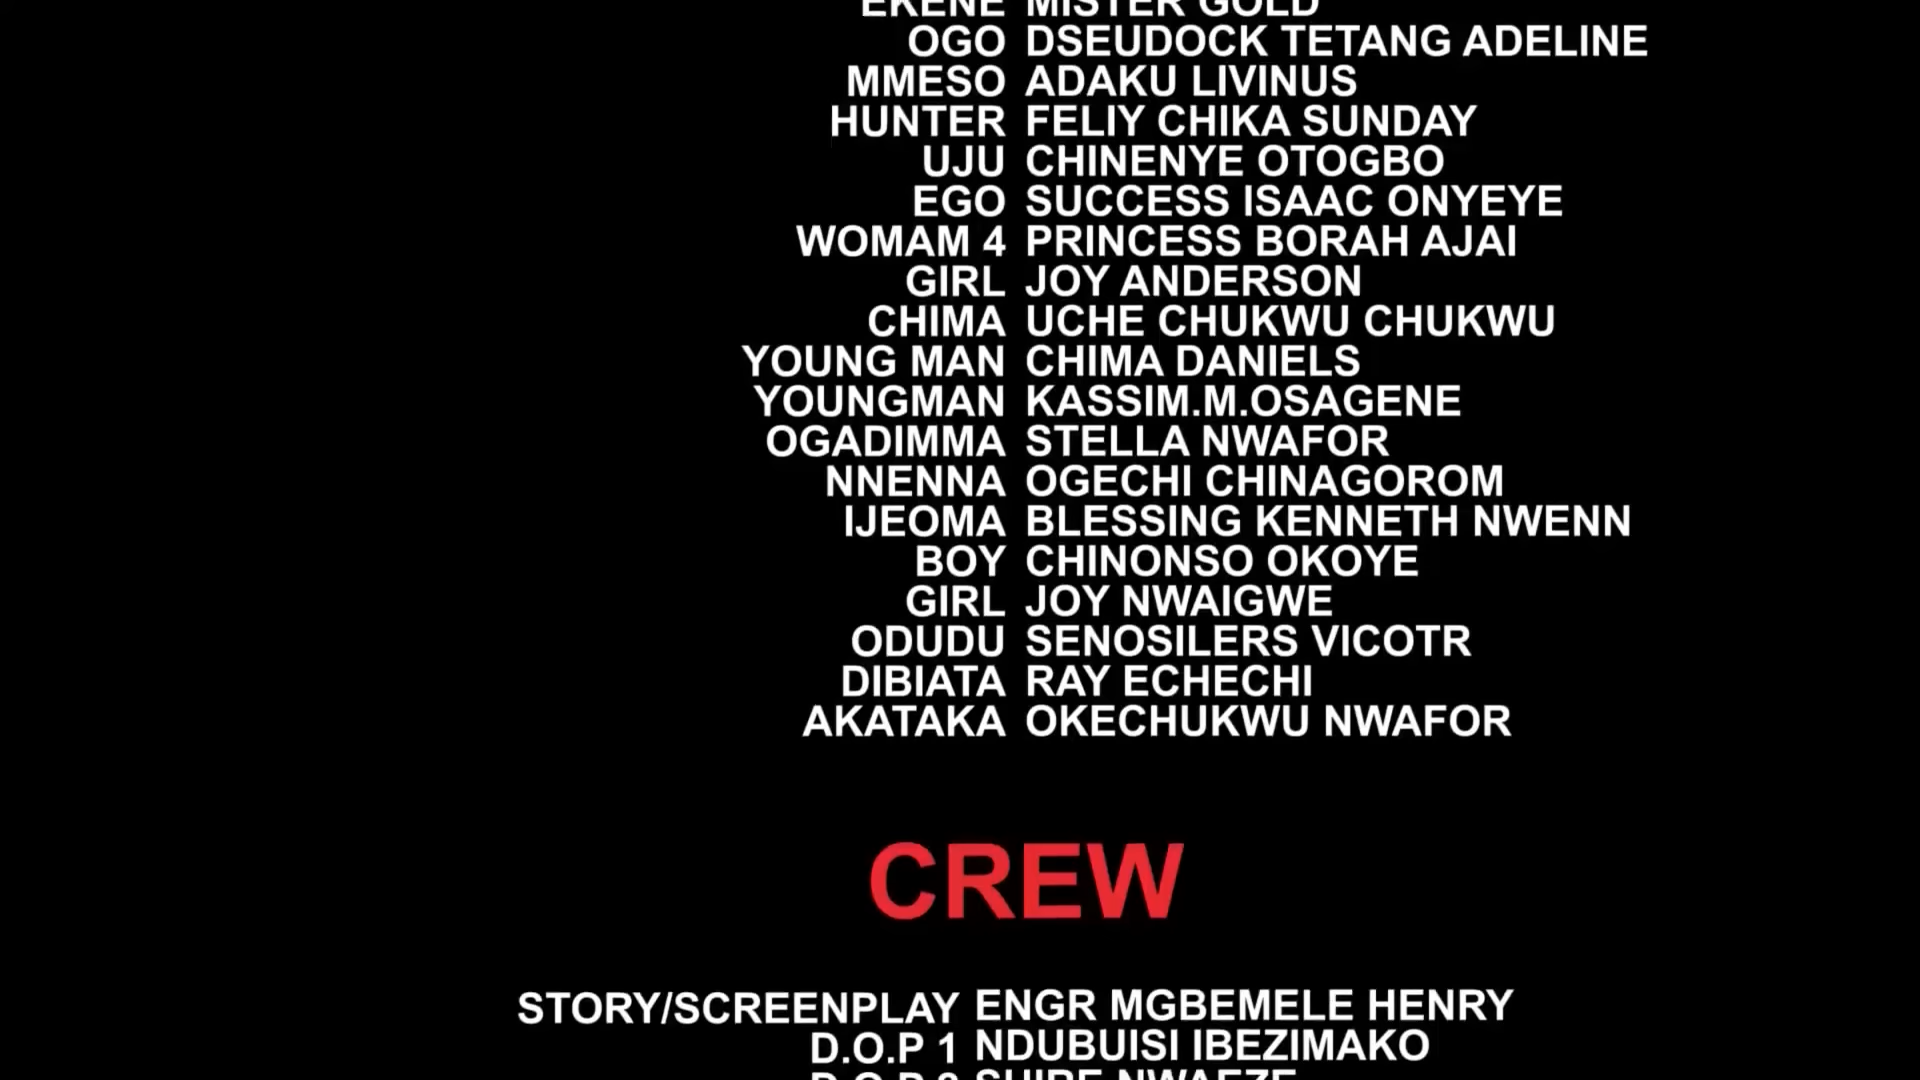 EKENE MISTER GOLD
OGO DSEUDOCK TETANG ADELINE
MMESO ADAKU LIVINUS
HUNTER FELIY CHIKA SUNDAY
UJU CHINENYE OTOGBO
EGO SUCCESS ISAAC ONYEYE
WOMAM 4 PRINCESS BORAH AJAI
GIRL JOY ANDERSON
CHIMA UCHE CHUKWU CHUKWU
YOUNG MAN CHIMA DANIELS
YOUNGMAN KASSIM.M.OSAGENE
OGADIMMA STELLA NWAFOR
NNENNA OGECHI CHINAGOROM
IJEOMA BLESSING KENNETH NWENN
BOY CHINONSO OKOYE
GIRL JOY NWAIGWE
ODUDU SENOSILERS VICOTR
DIBIATA RAY ECHECHI
AKATAKA OKECHUKWU NWAFOR
CREW
STORY/SCREENPLAY ENGR MGBEMELE HENRY
D.O.P 1 NDUBUISI IBEZIMAKO